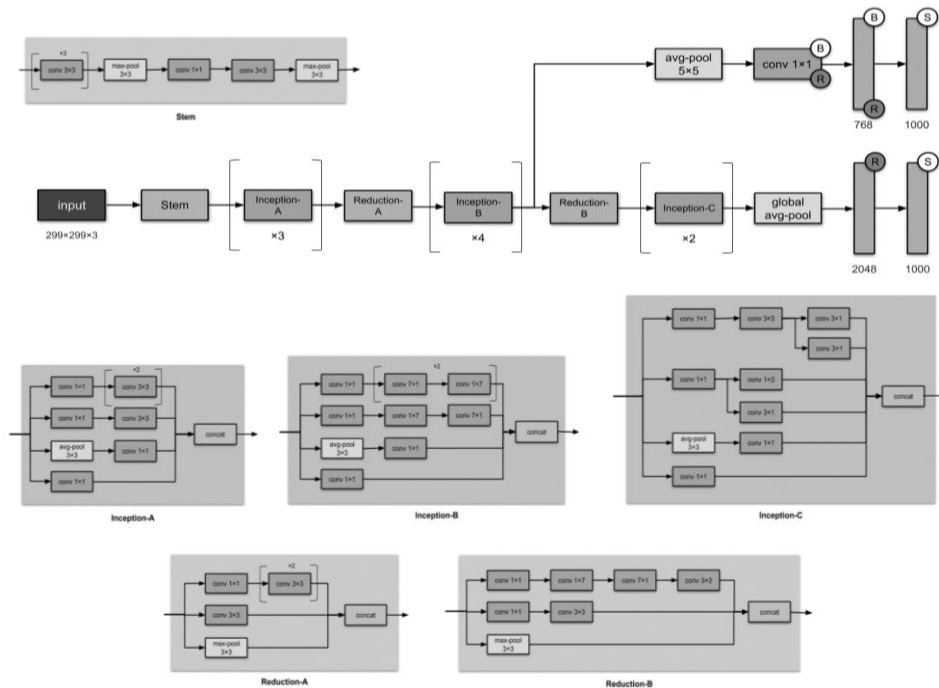 ×3
conv 3×3
max-pool
3×3
conv 1×1
conv 3×3
max-pool
3×3
Stem
avg-pool
5×5
conv 1×1
B
R
B
R
768
S
1000
input
299×299×3
Stem
Inception-
A
×3
Reduction-
A
Inception-
B
×4
Reduction-
B
Inception-C
×2
global
avg-pool
R
2048
S
1000
conv 1×1
×2
conv 3×3
conv 1×1
conv 3×3
avg-pool
3×3
conv 1×1
conv 1×1
concat
Inception-A
conv 1×1
×2
conv 7×1
conv 1×7
conv 1×1
conv 1×7
conv 7×1
avg-pool
3×3
conv 1×1
conv 1×1
concat
Inception-B
conv 1×1
conv 3×3
conv 3×1
conv 3×1
conv 1×1
conv 1×3
conv 3×1
avg-pool
3×3
conv 1×1
conv 1×1
concat
Inception-C
conv 1×1
×2
conv 3×3
conv 3×3
max-pool
3×3
concat
Reduction-A
conv 1×1
conv 1×7
conv 7×1
conv 3×3
conv 1×1
conv 3×3
max-pool
3×3
concat
Reduction-B